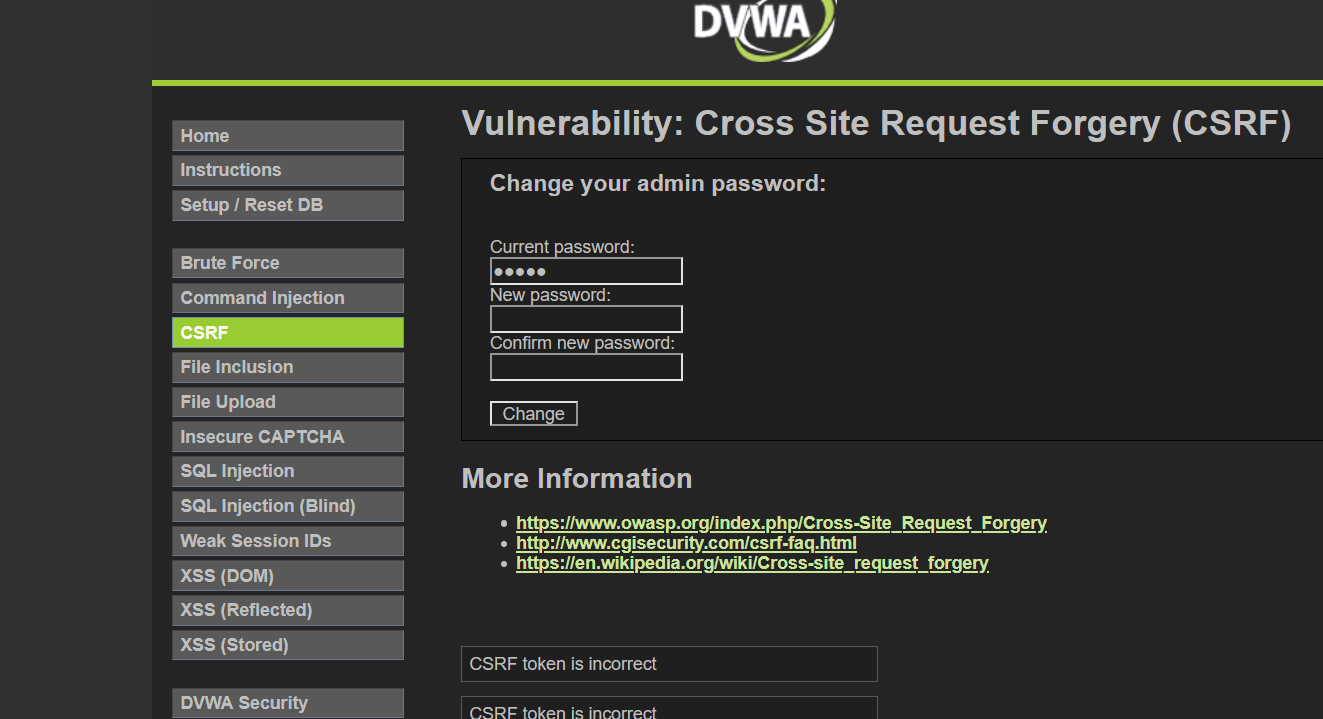 DVWA
Home
Instructions
Setup / Reset DB
Brute Force
Command Injection
CSRF
File Inclusion
File Upload
Insecure CAPTCHA
SQL Injection
SQL Injection (Blind)
Weak Session IDs
XSS (DOM)
XSS (Reflected)
XSS (Stored)
DVWA Security
Vulnerability: Cross Site Request Forgery (CSRF)
Change your admin password:
Current password:
●●●●●
New password:
Confirm new password:
Change
More Information
https://www.owasp.org/index.php/Cross-Site_Request_Forgery
http://www.cgisecurity.com/csrf-faq.html
https://en.wikipedia.org/wiki/Cross-site_request_forgery
CSRF token is incorrect
CSRF token is incorrect